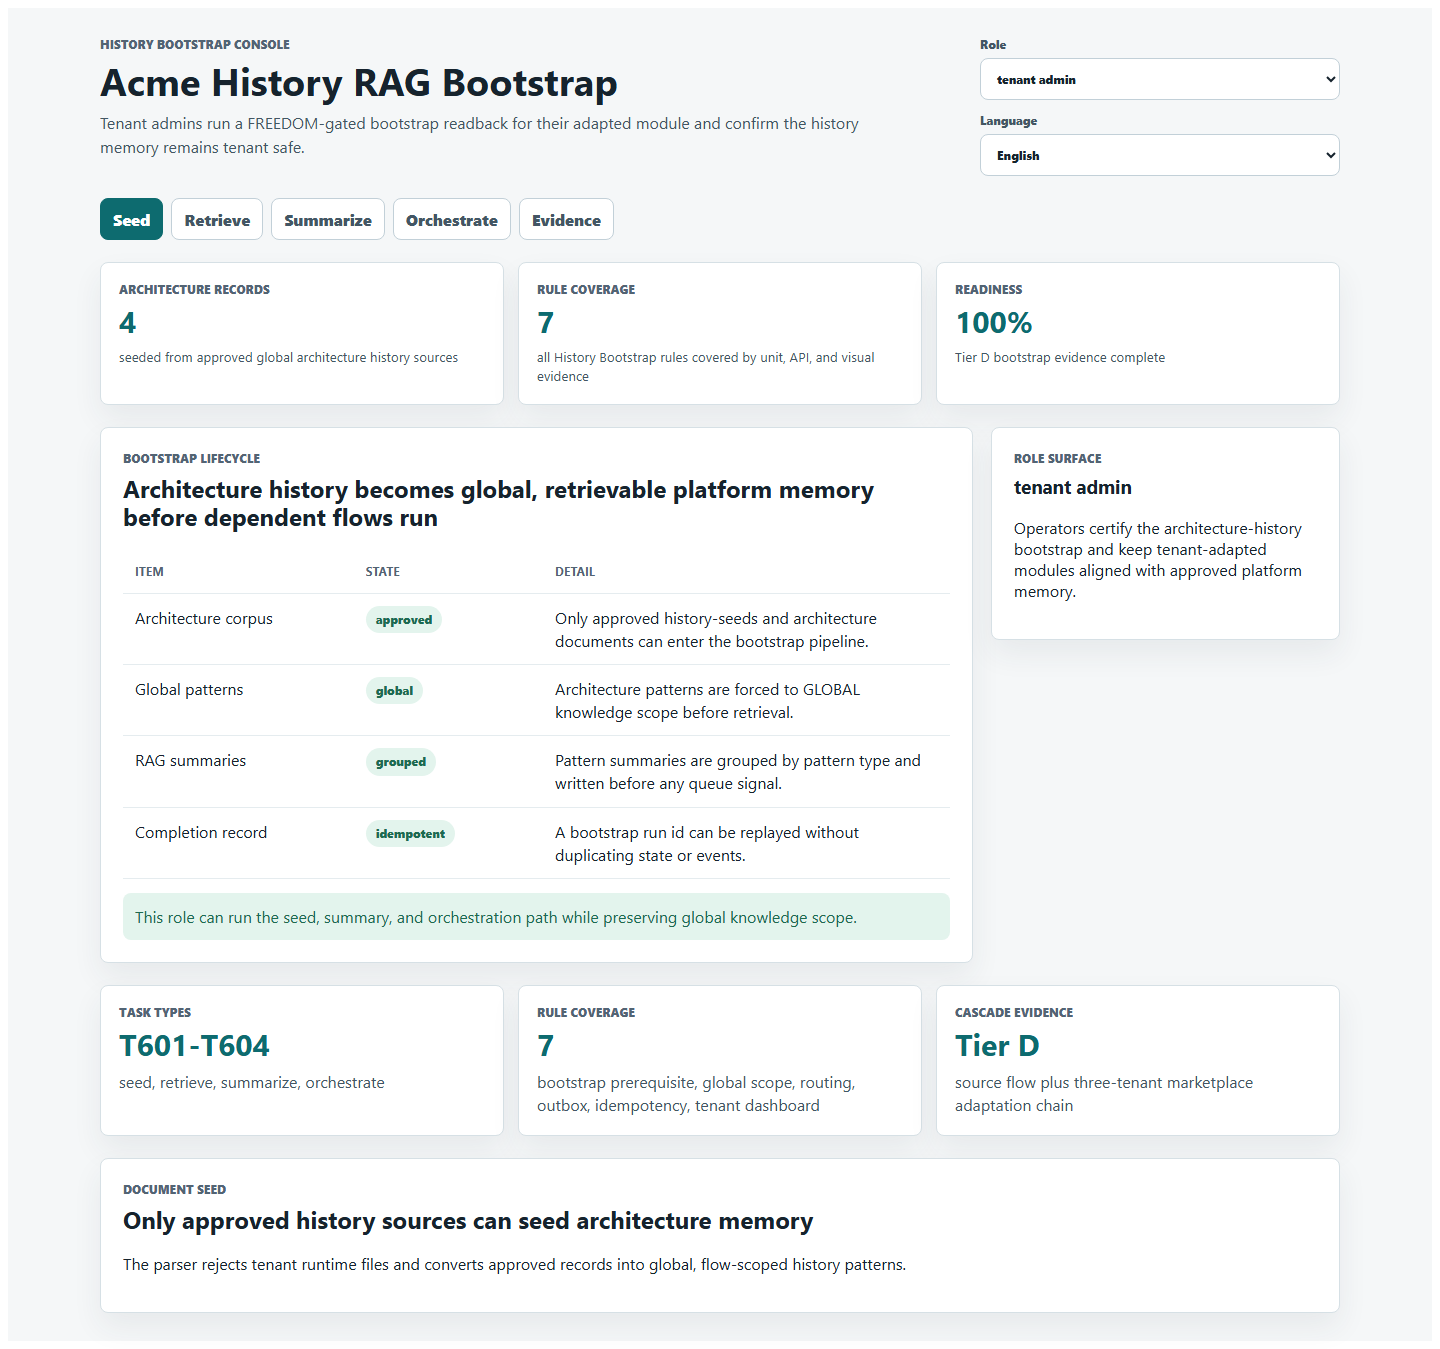 HISTORY BOOTSTRAP CONSOLE
Acme History RAG Bootstrap
Tenant admins run a FREEDOM-gated bootstrap readback for their adapted module and confirm the history
memory remains tenant safe.
Role
tenant admin
Language
English
Seed
Retrieve
Summarize
Orchestrate
Evidence
ARCHITECTURE RECORDS
4
seeded from approved global architecture history sources
RULE COVERAGE
7
all History Bootstrap rules covered by unit, API, and visual
evidence
READINESS
100%
Tier D bootstrap evidence complete
BOOTSTRAP LIFECYCLE
Architecture history becomes global, retrievable platform memory
before dependent flows run
ITEM STATE DETAIL
Architecture corpus approved Only approved history-seeds and architecture
documents can enter the bootstrap pipeline.
Global patterns global Architecture patterns are forced to GLOBAL
knowledge scope before retrieval.
RAG summaries grouped Pattern summaries are grouped by pattern type and
written before any queue signal.
Completion record idempotent A bootstrap run id can be replayed without
duplicating state or events.
This role can run the seed, summary, and orchestration path while preserving global knowledge scope.
ROLE SURFACE
tenant admin
Operators certify the architecture-history
bootstrap and keep tenant-adapted
modules aligned with approved platform
memory.
TASK TYPES
T601-T604
seed, retrieve, summarize, orchestrate
RULE COVERAGE
7
bootstrap prerequisite, global scope, routing,
outbox, idempotency, tenant dashboard
CASCADE EVIDENCE
Tier D
source flow plus three-tenant marketplace
adaptation chain
DOCUMENT SEED
Only approved history sources can seed architecture memory
The parser rejects tenant runtime files and converts approved records into global, flow-scoped history patterns.